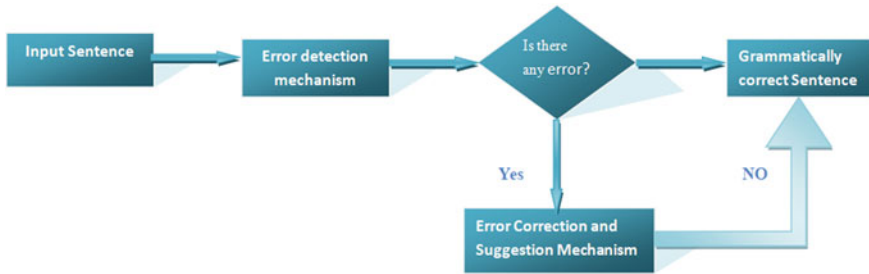 Input Sentence
Error detection
mechanism
Is there
any error?
Grammatically
correct Sentence
Yes
NO
Error Correction and
Suggestion Mechanism